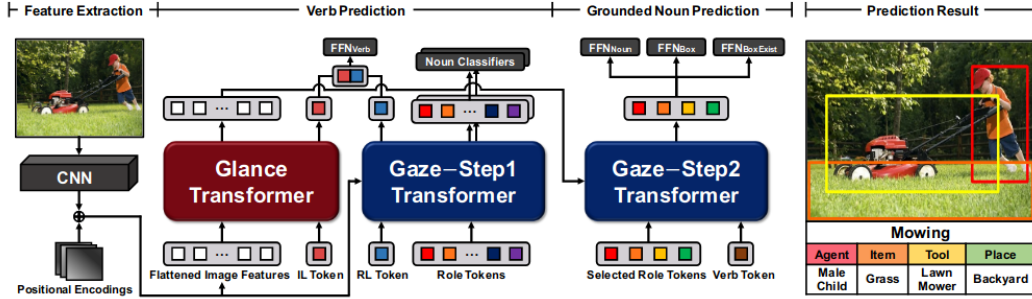 Feature Extraction
Verb Prediction
Grounded Noun Prediction
Prediction Result
FFNVerb
Noun Classifiers
FFNNoun
FFNBox
FFNBoxExist
...
...
CNN
Glance
Transformer
Gaze−Step1
Transformer
Gaze−Step2
Transformer
...
...
Positional Encodings
Flattened Image Features
IL Token
RL Token
Role Tokens
Selected Role Tokens
Verb Token
Mowing
Agent Item Tool Place
Male Child Grass Lawn Mower Backyard